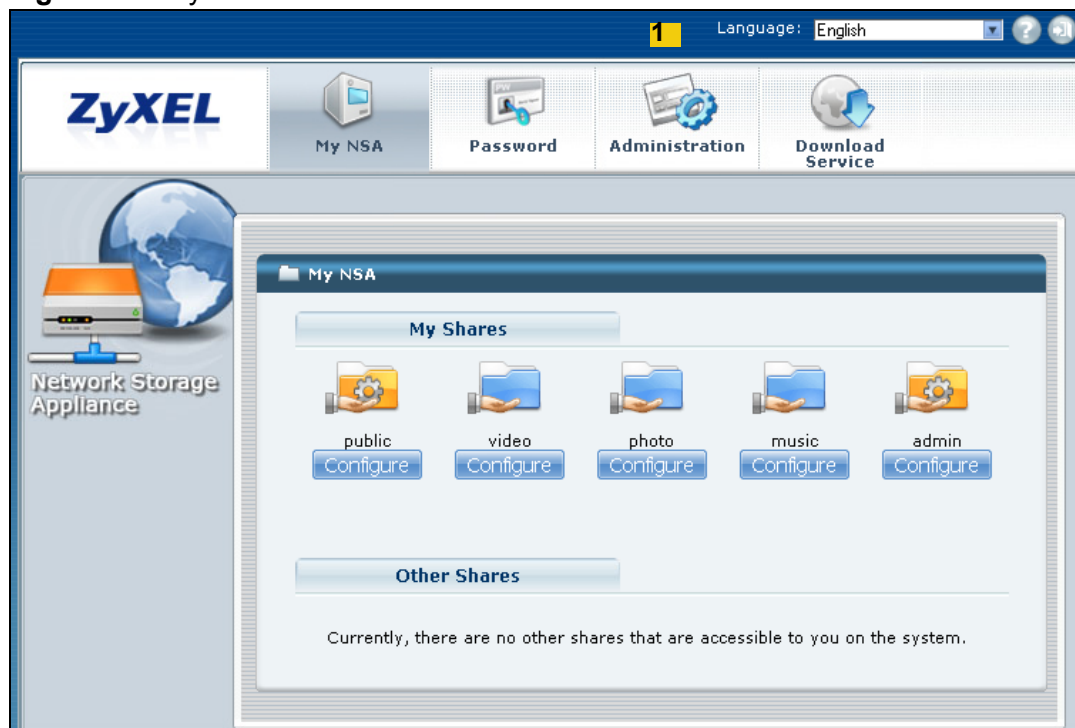 1 Language: English
ZyXEL
My NSA Password Administration Download Service
My NSA
My Shares
Network Storage Appliance
public video photo music admin
Configure Configure Configure Configure Configure
Other Shares
Currently, there are no other shares that are accessible to you on the system.